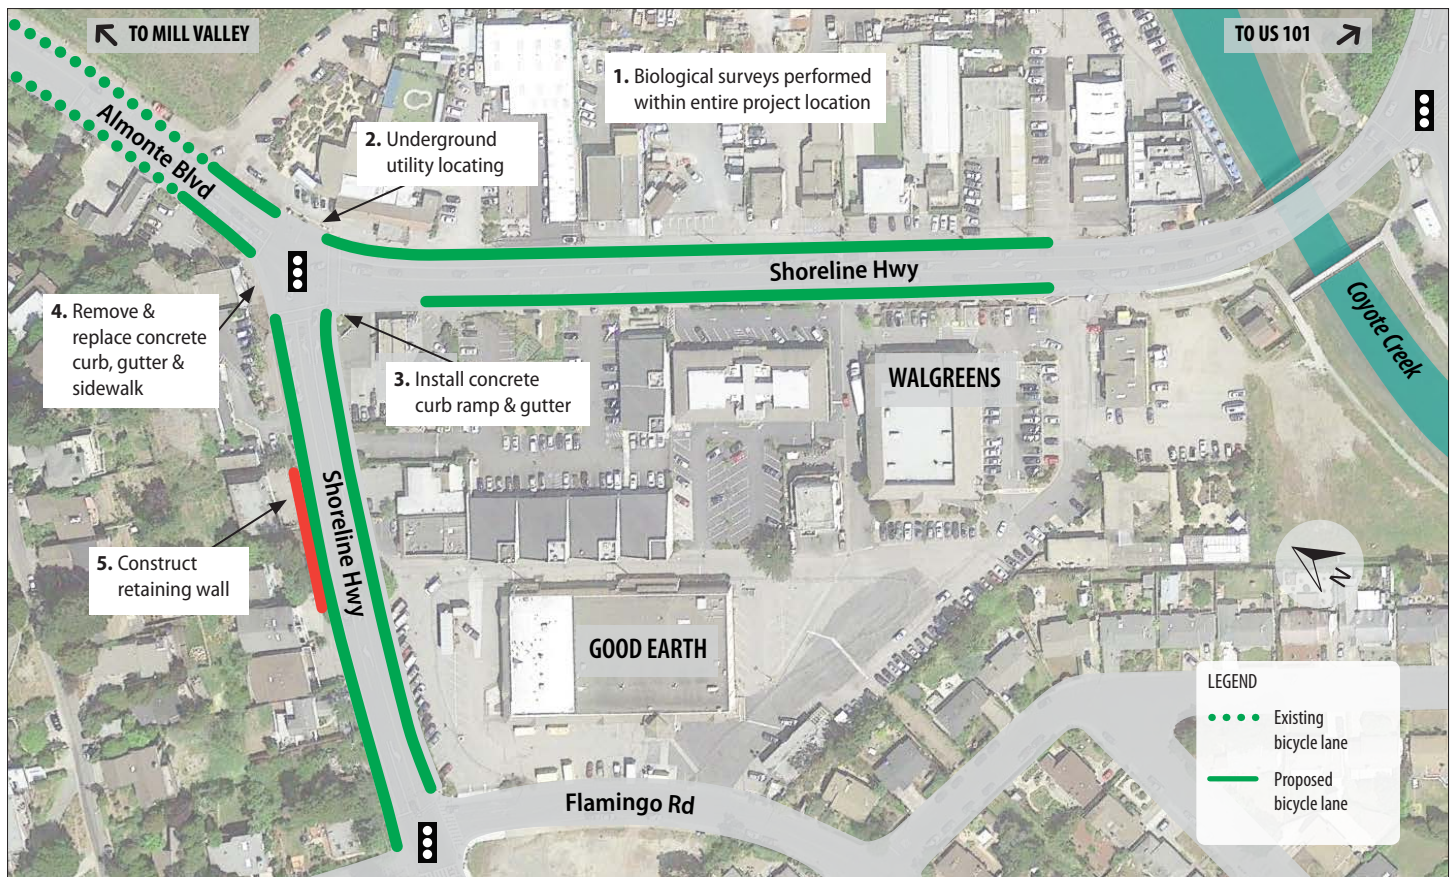 TO MILL VALLEY
TO US 101
1. Biological surveys performed
within entire project location
Almonte Blvd
2. Underground
utility locating
Shoreline Hwy
Coyote Creek
4. Remove &
replace concrete
curb, gutter &
sidewalk
3. Install concrete
curb ramp & gutter
WALGREENS
Shoreline Hwy
5. Construct
retaining wall
N
GOOD EARTH
LEGEND
Existing
bicycle lane
Proposed
bicycle lane
Flamingo Rd